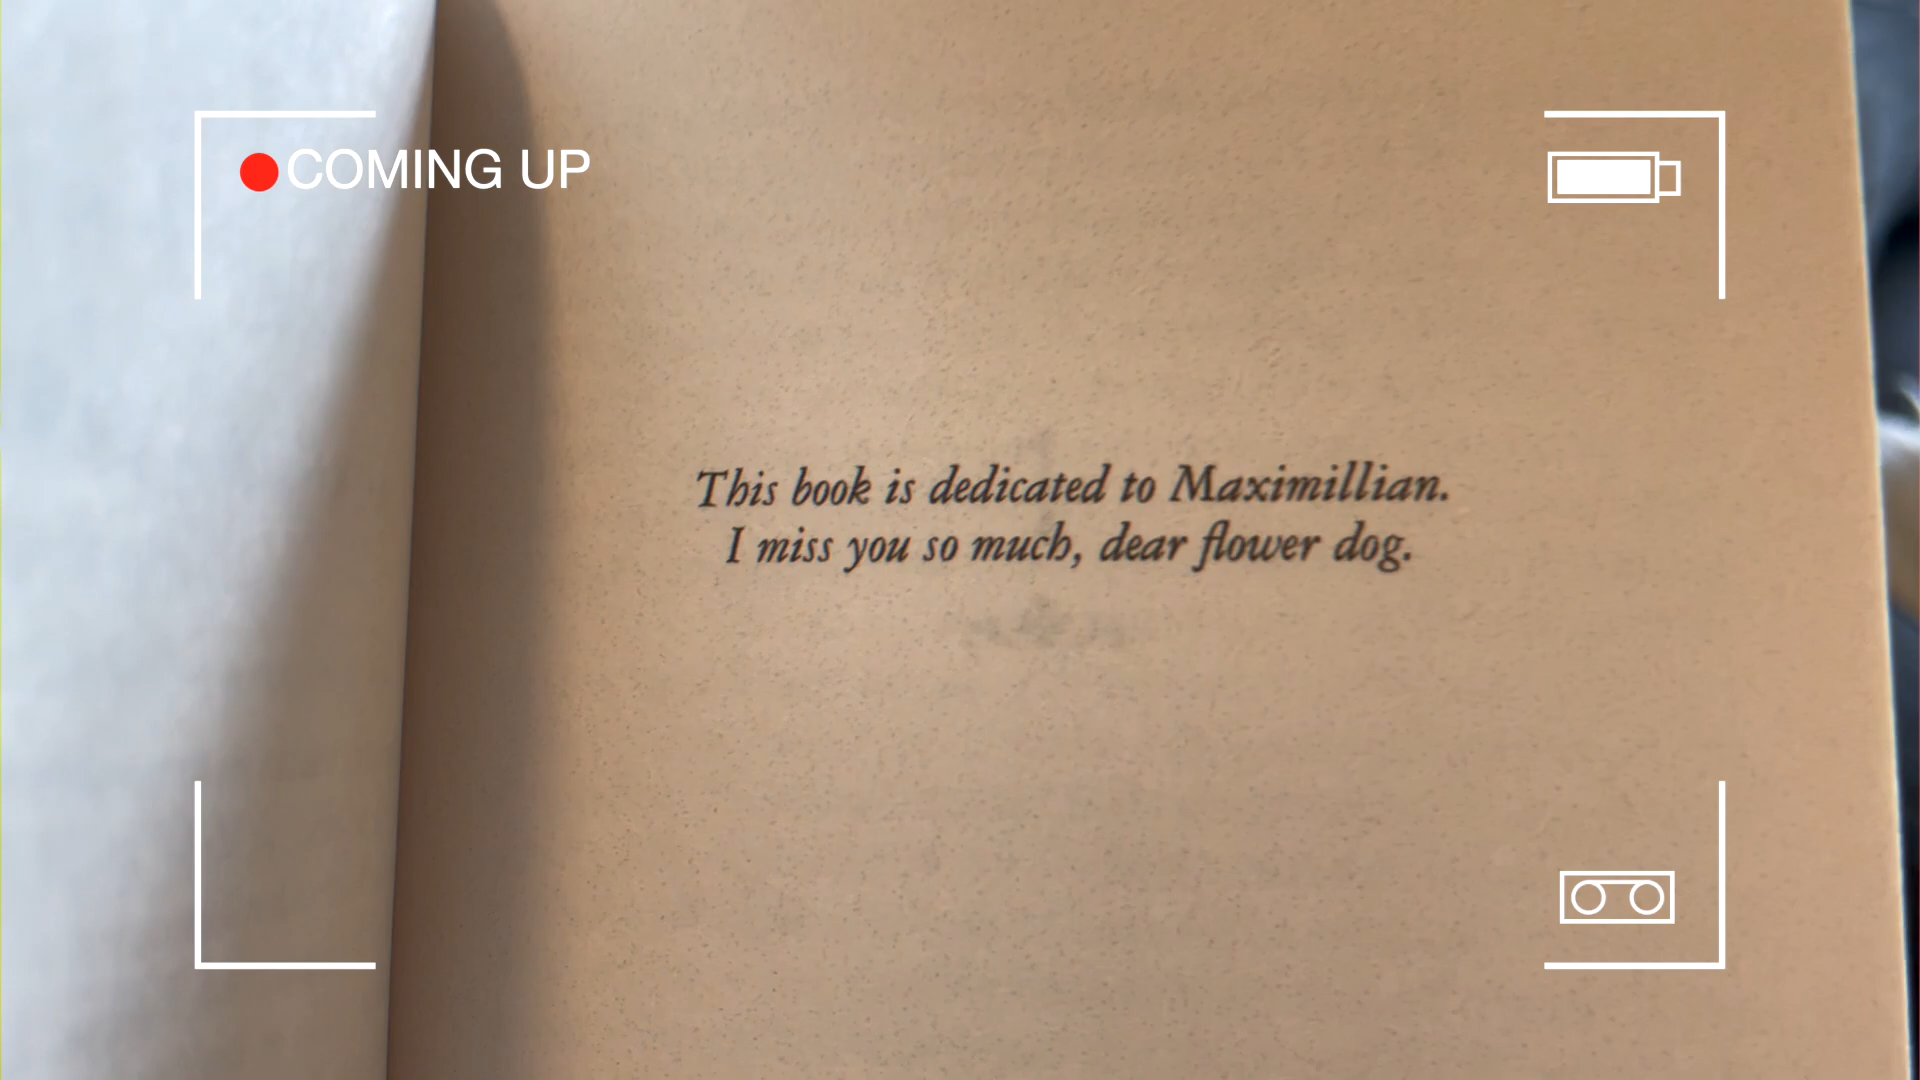 COMING UP
This book is dedicated to Maximillian.
I miss you so much, dear flower dog.